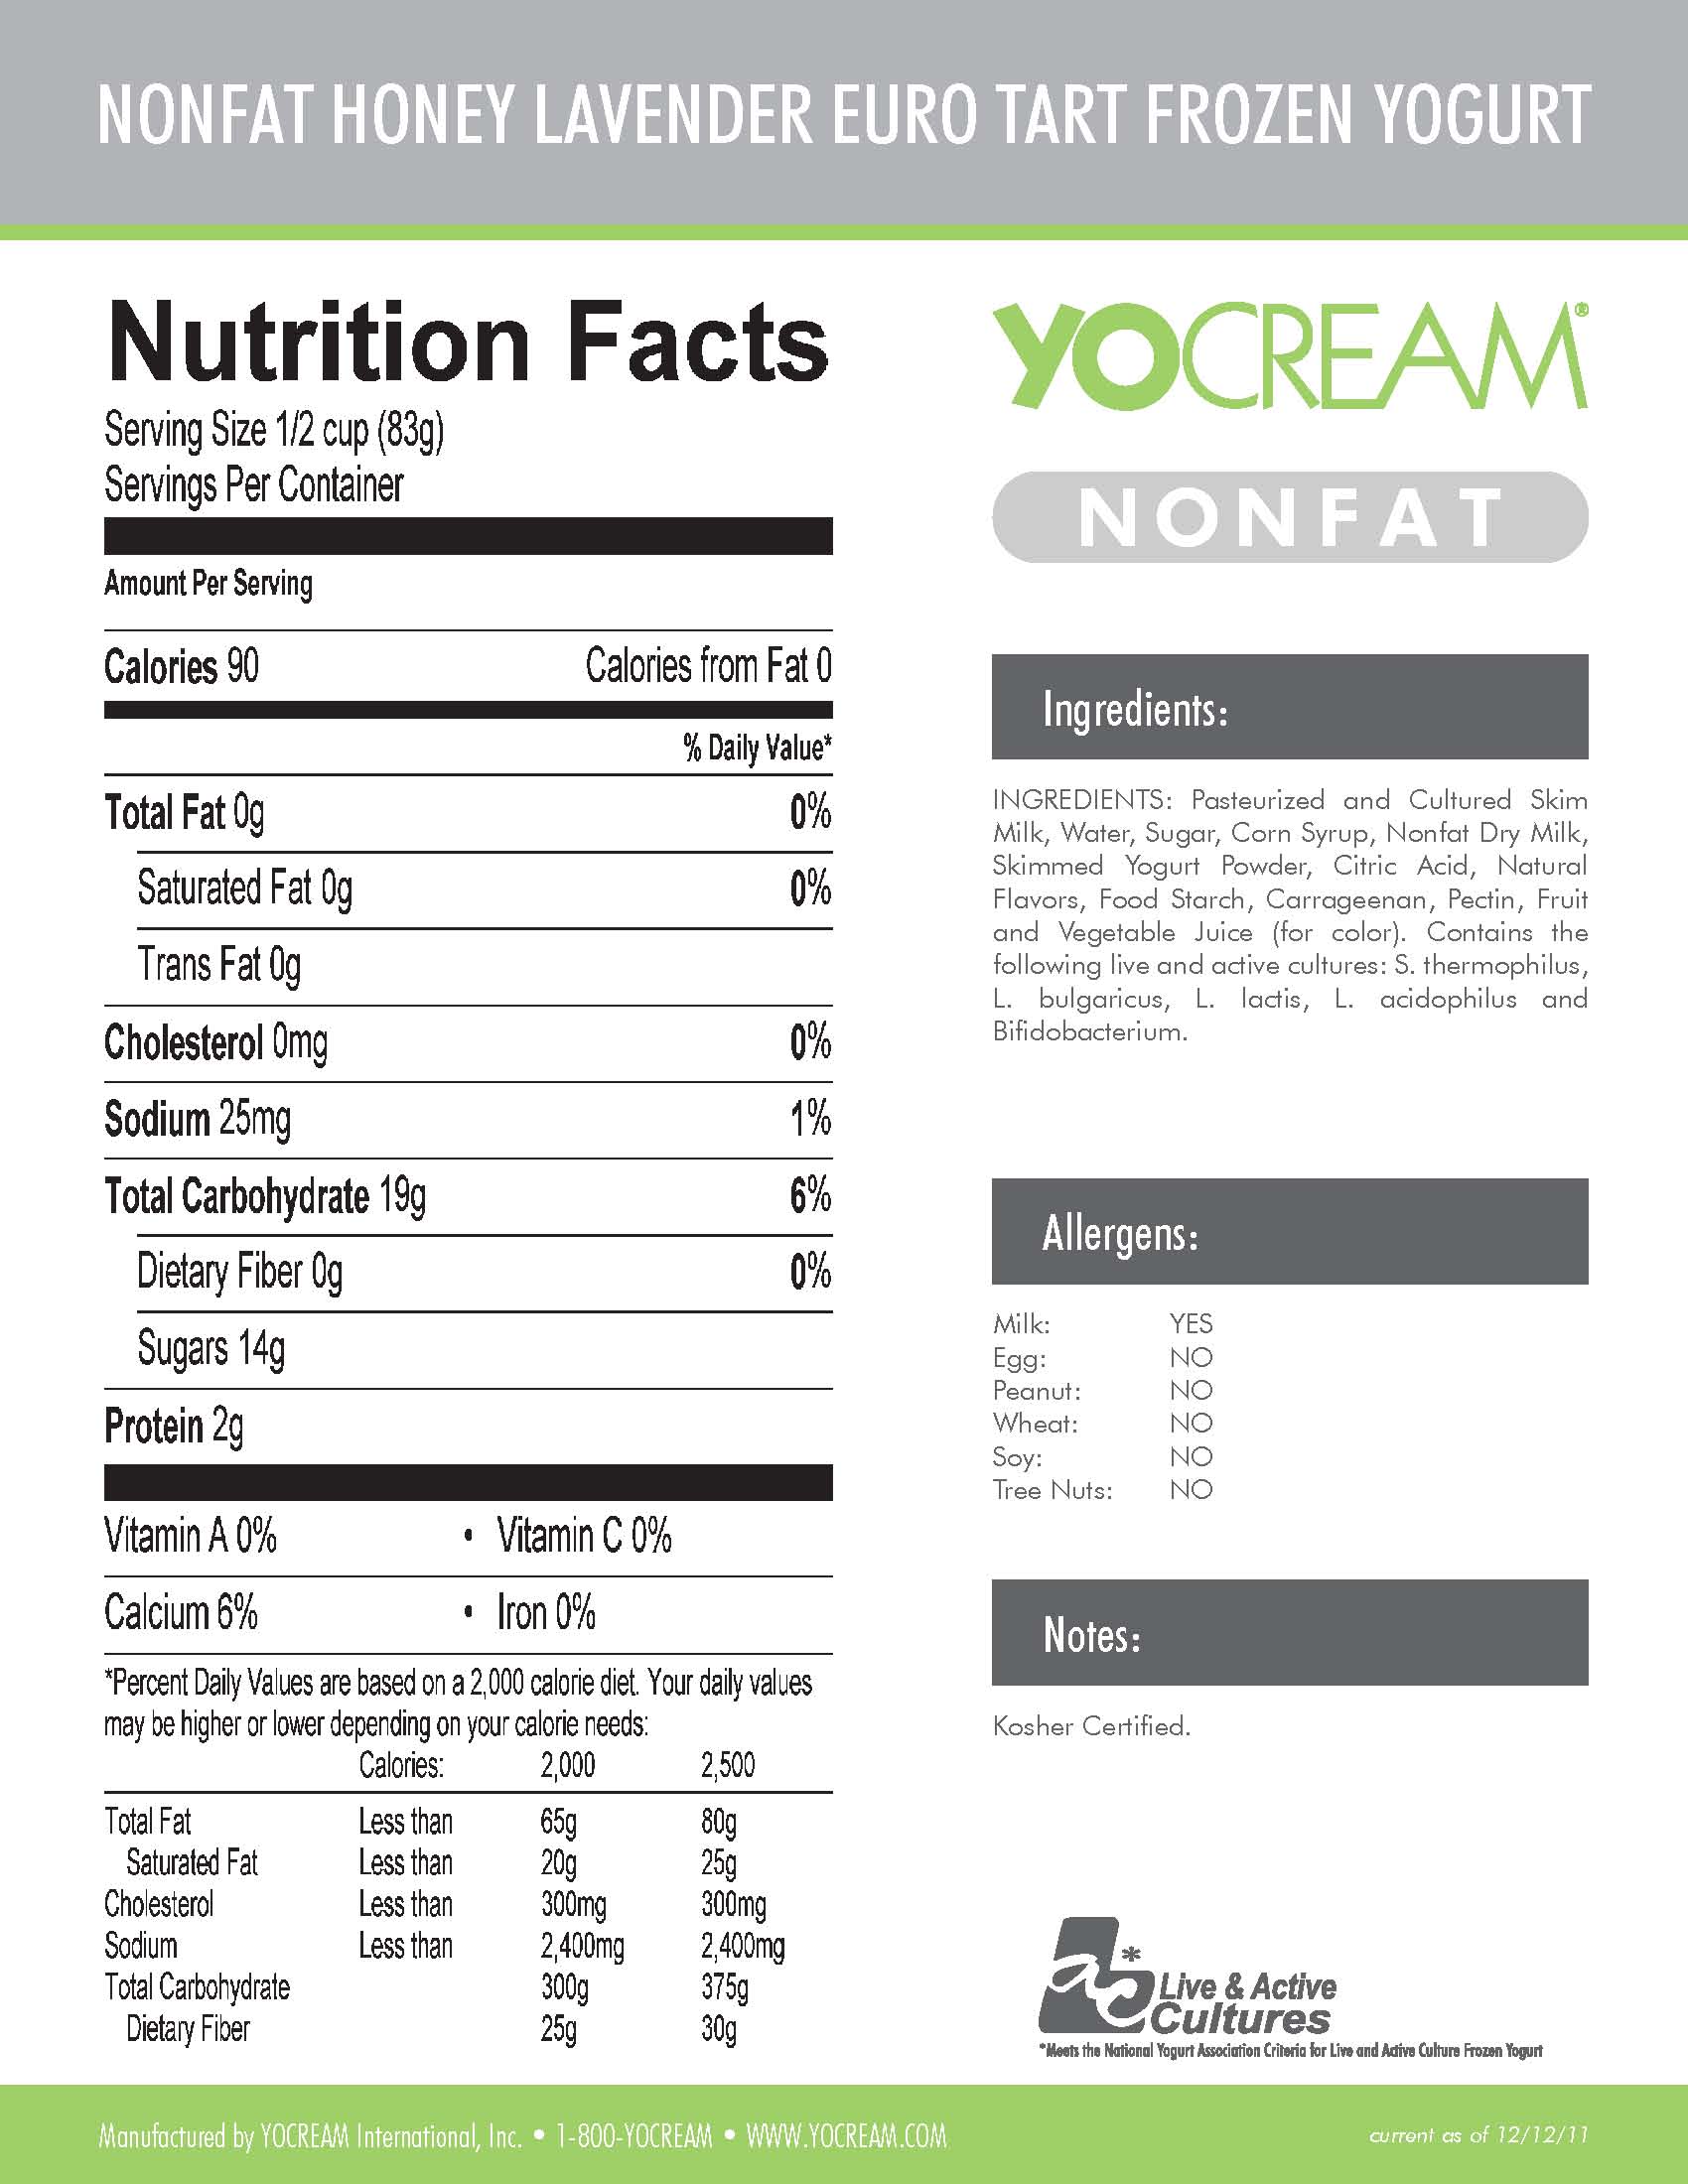 NONFAT HONEY LAVENDER EURO TART FROZEN YOGURT
Nutrition Facts
Serving Size 1/2 cup (83g)
Servings Per Container
Amount Per Serving
Calories 90 Calories from Fat 0
% Daily Value*
Total Fat 0g 0%
Saturated Fat 0g 0%
Trans Fat 0g
Cholesterol 0mg 0%
Sodium 25mg 1%
Total Carbohydrate 19g 6%
Dietary Fiber 0g 0%
Sugars 14g
Protein 2g
Vitamin A 0% • Vitamin C 0%
Calcium 6% • Iron 0%
*Percent Daily Values are based on a 2,000 calorie diet. Your daily values
may be higher or lower depending on your calorie needs:
Calories: 2,000 2,500
Total Fat Less than 65g 80g
Saturated Fat Less than 20g 25g
Cholesterol Less than 300mg 300mg
Sodium Less than 2,400mg 2,400mg
Total Carbohydrate 300g 375g
Dietary Fiber 25g 30g
YOCREAM®
NONFAT
Ingredients:
INGREDIENTS: Pasteurized and Cultured Skim
Milk, Water, Sugar, Corn Syrup, Nonfat Dry Milk,
Skimmed Yogurt Powder, Citric Acid, Natural
Flavors, Food Starch, Carrageenan, Pectin, Fruit
and Vegetable Juice (for color). Contains the
following live and active cultures: S. thermophilus,
L. bulgaricus, L. lactis, L. acidophilus and
Bifidobacterium.
Allergens:
Milk: YES
Egg: NO
Peanut: NO
Wheat: NO
Soy: NO
Tree Nuts: NO
Notes:
Kosher Certified.
ac*
Live & Active
Cultures
*Meets the National Yogurt Association Criteria for Live and Active Culture Frozen Yogurt
Manufactured by YOCREAM International, Inc. • 1-800-YOCREAM • WWW.YOCREAM.COM
current as of 12/12/11